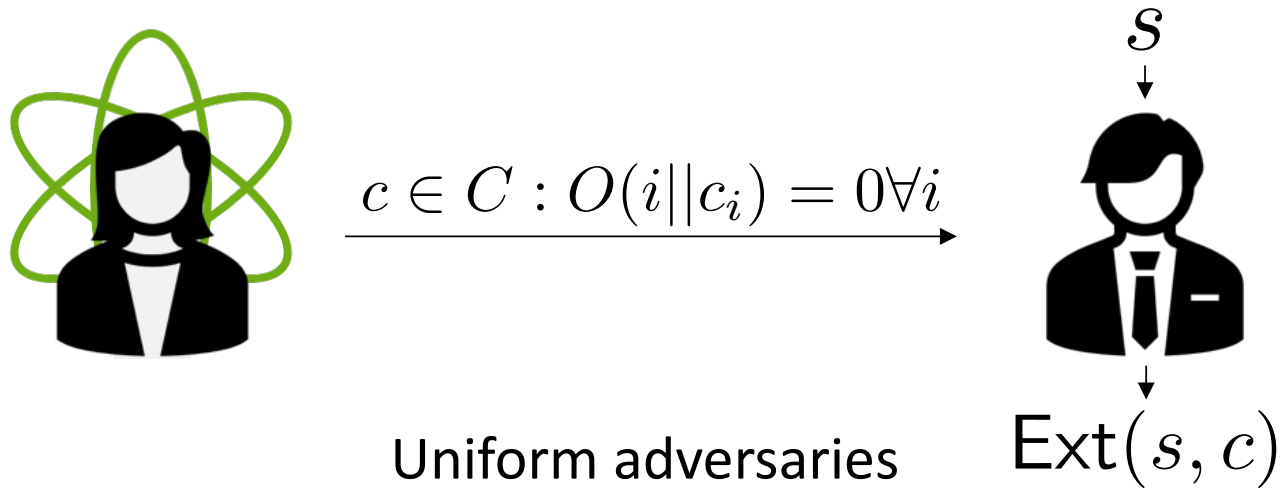 s
c ∈ C : O(i||c_i) = 0∀i
Uniform adversaries
Ext(s, c)